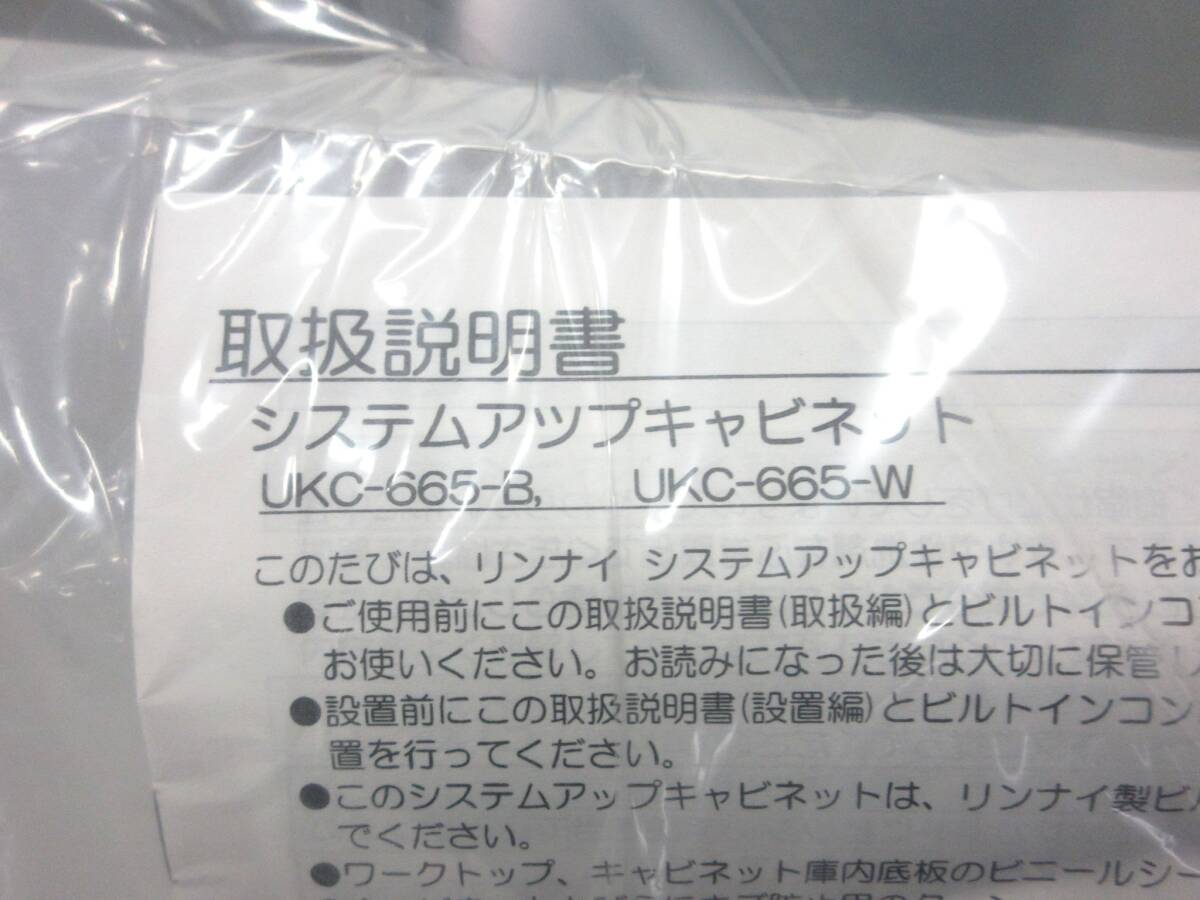 取扱説明書
システムアップキャビネット
UKC-665-B, UKC-665-W
このたびは、リンナイ システムアップキャビネットをお
●ご使用前にこの取扱説明書(取扱編)とビルトインコ
お使いください。お読みになった後は大切に保管し
●設置前にこの取扱説明書(設置編)とビルトインコン
置を行ってください。
●このシステムアップキャビネットは、リンナイ製ビル
でください。
●ワークトップ、キャビネット庫内底板のビニールシー